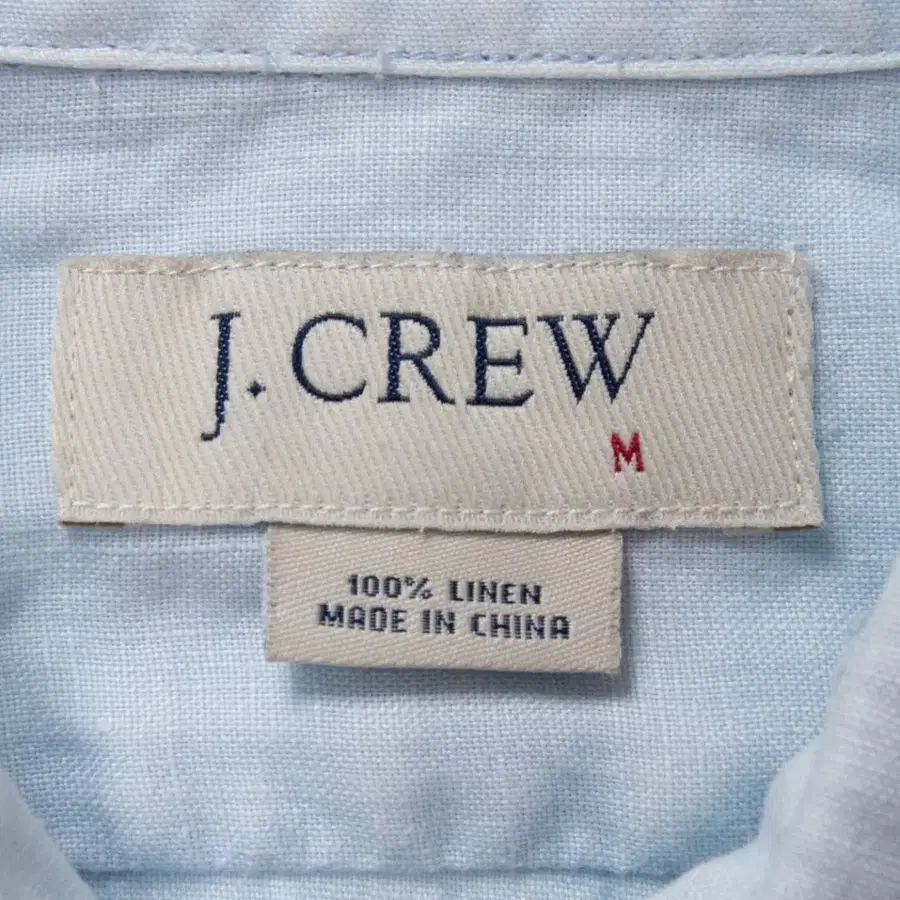 J. CREW
M
100% LINEN
MADE IN CHINA